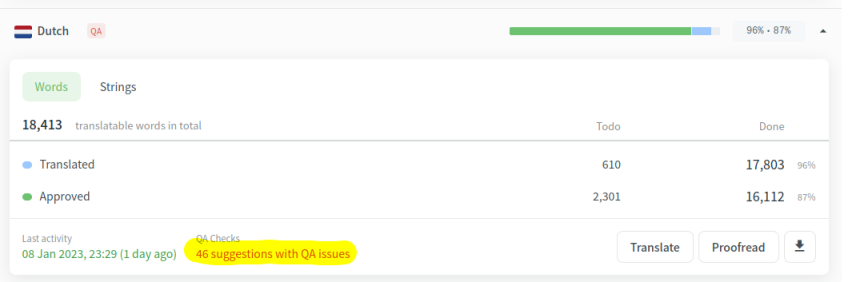 Dutch QA 96% • 87%
Words Strings
18,413 translatable words in total Todo Done
Translated 610 17,803 96%
Approved 2,301 16,112 87%
Last activity QA Checks
08 Jan 2023, 23:29 (1 day ago) 46 suggestions with QA issues Translate Proofread